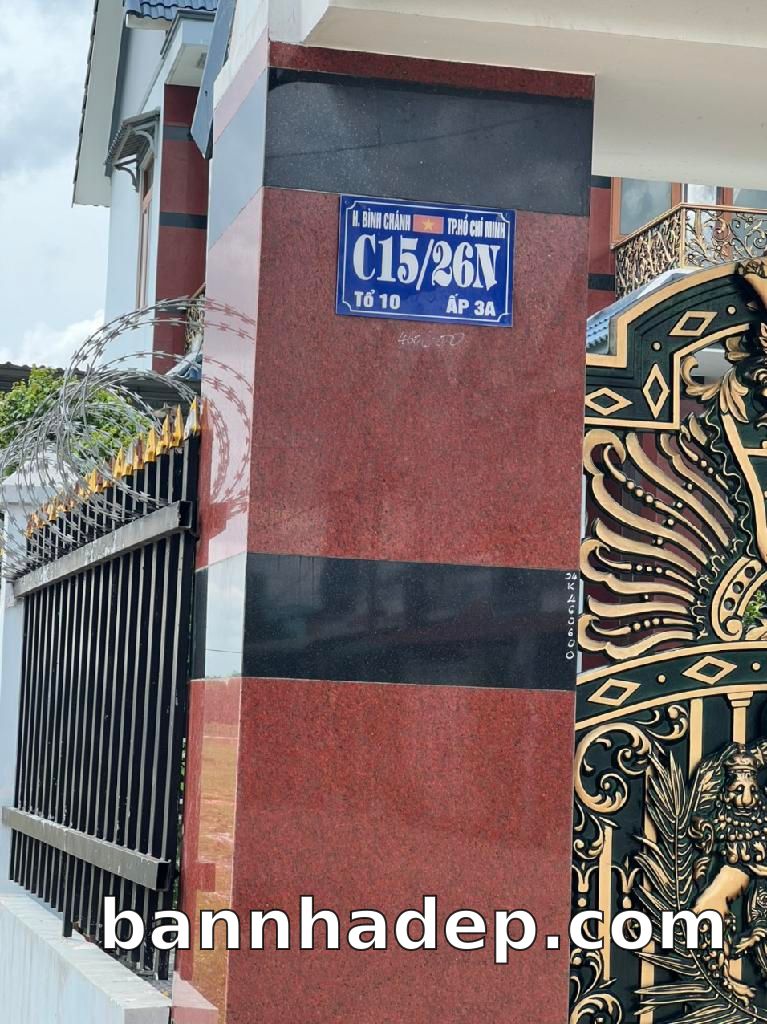 H. BÌNH CHÁNH TP.HỒ CHÍ MINH
C15/26N
TỔ 10 ẤP 3A
bannhadep.com